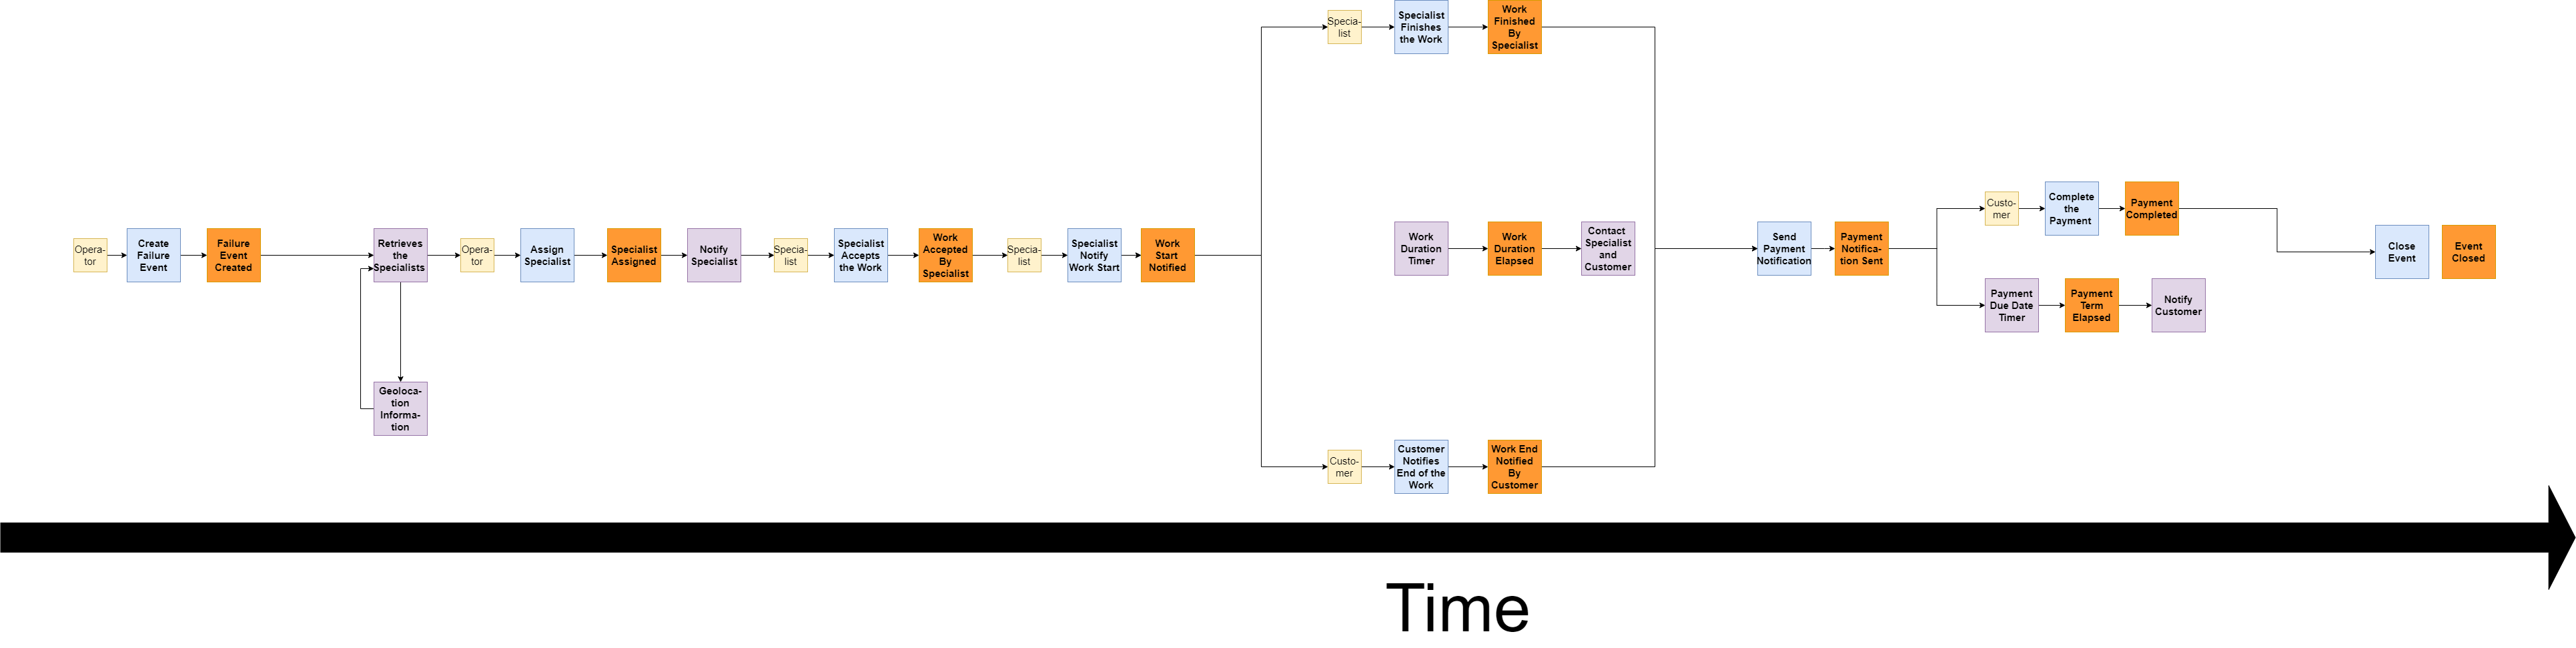 Opera-
tor
Create
Failure
Event
Failure
Event
Created
Retrieves
the
Specialists
Geoloca-
tion
Informa-
tion
Opera-
tor
Assign
Specialist
Specialist
Assigned
Notify
Specialist
Specia-
list
Specialist
Accepts
the Work
Work
Accepted
By
Specialist
Specia-
list
Specialist
Notify
Work Start
Work
Start
Notified
Specia-
list
Specialist
Finishes
the Work
Work
Finished
By
Specialist
Work
Duration
Timer
Work
Duration
Elapsed
Contact
Specialist
and
Customer
Custo-
mer
Customer
Notifies
End of the
Work
Work End
Notified
By
Customer
Send
Payment
Notification
Payment
Notifica-
tion Sent
Custo-
mer
Complete
the
Payment
Payment
Completed
Payment
Due Date
Timer
Payment
Term
Elapsed
Notify
Customer
Close
Event
Event
Closed
Time